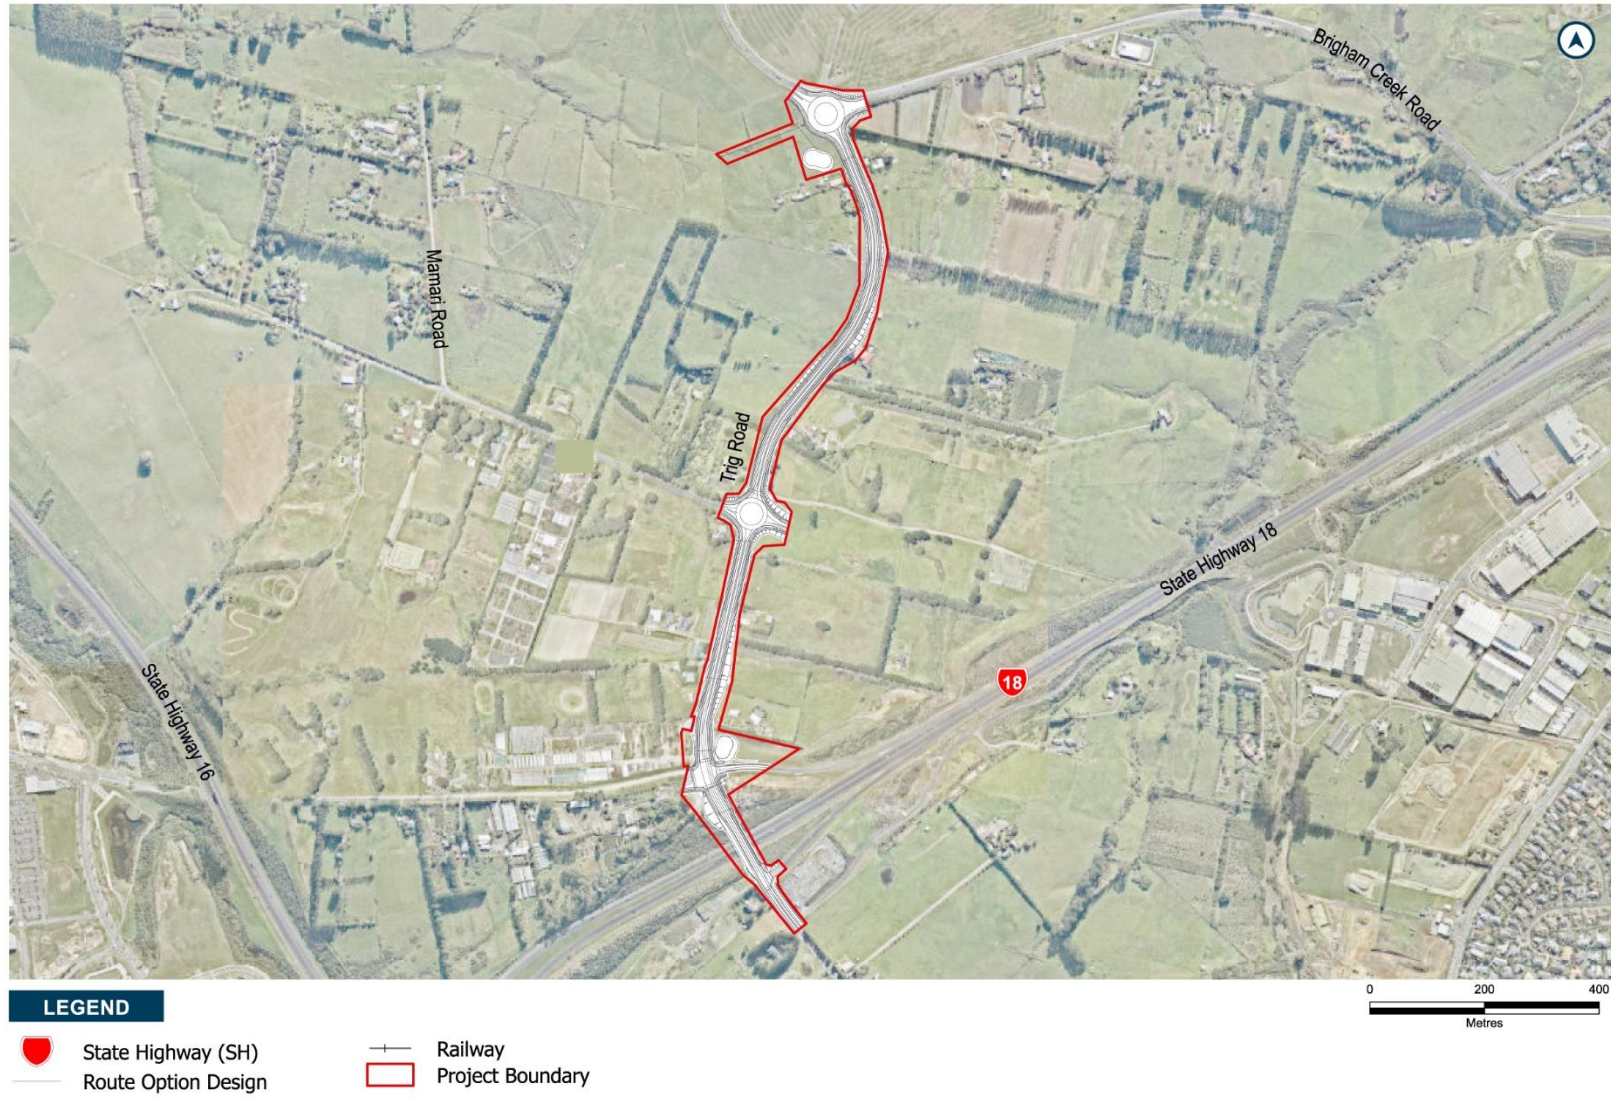 Brigham Creek Road
Mamari Road
Trig Road
State Highway 18
18
State Highway 16
0 200 400
Metres
LEGEND
State Highway (SH)
Route Option Design
Railway
Project Boundary